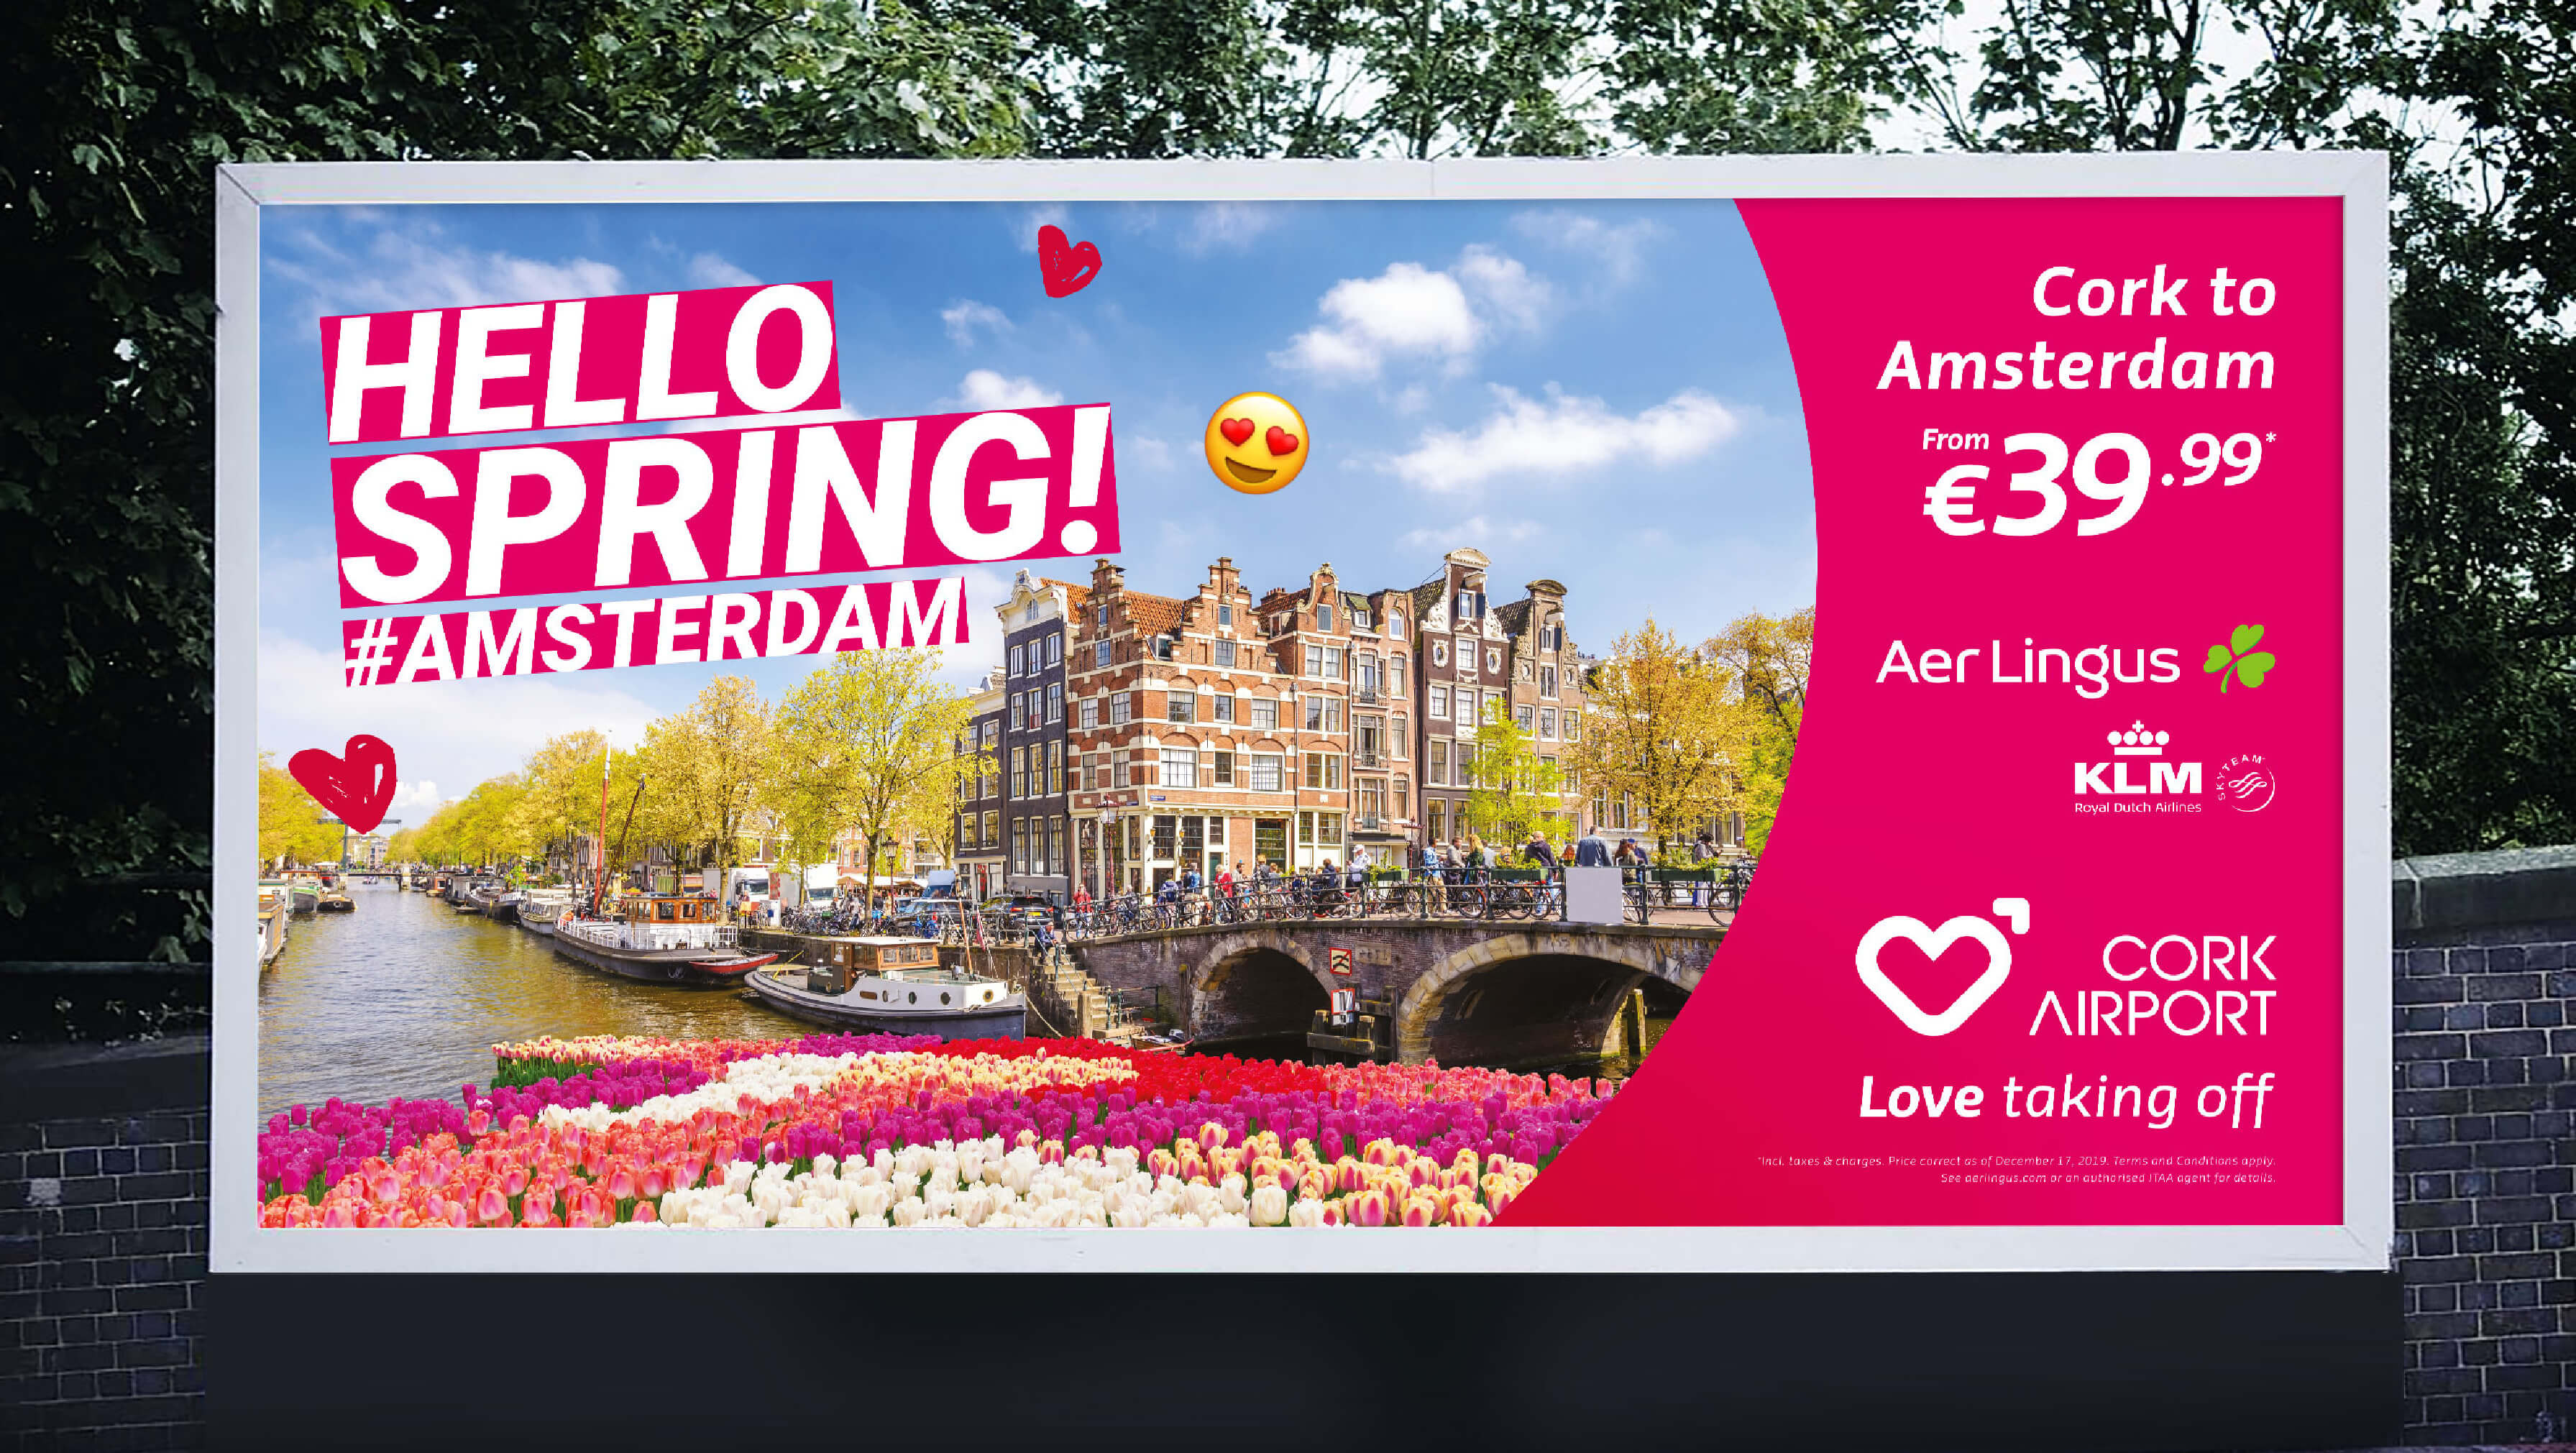 HELLO
SPRING!
#AMSTERDAM
Cork to
Amsterdam
From
€39.99*
Aer Lingus
KLM
Royal Dutch Airlines
SKYTEAM
CORK
AIRPORT
Love taking off
*Incl. taxes & charges. Price correct as of December 17, 2019. Terms and Conditions apply.
See aerlingus.com or an authorised ITAA agent for details.